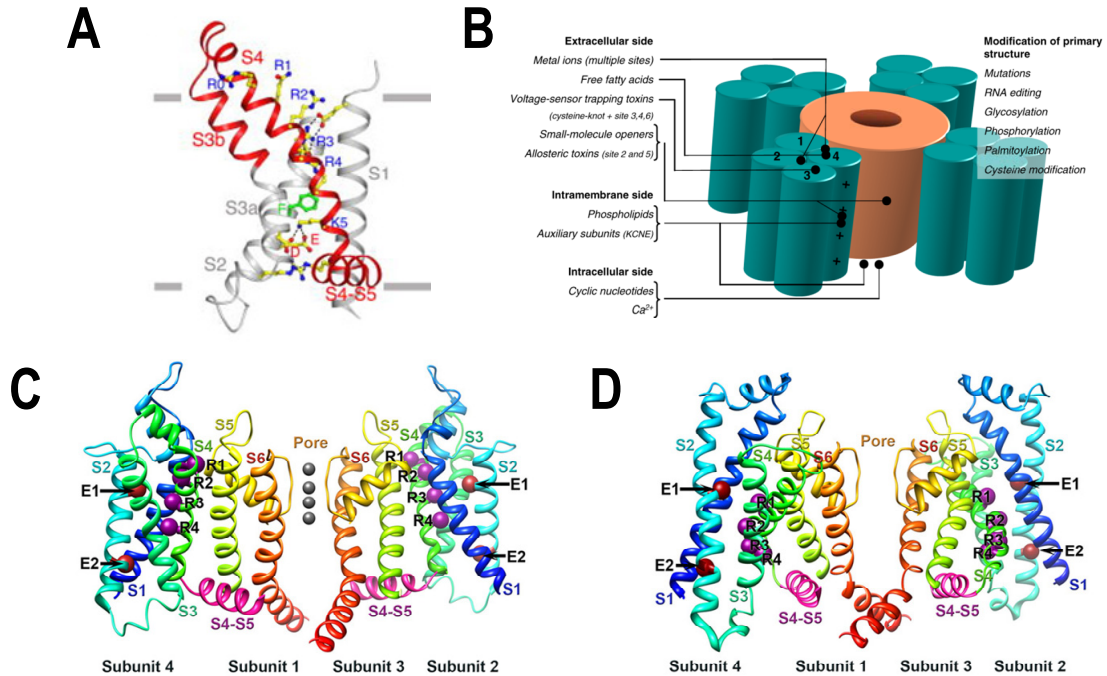 A
S4
R1
R0
R2
R3
R4
S3b
S1
S3a
F
K5
E
D
S2
S4-S5
B
Extracellular side
Metal ions (multiple sites)
Free fatty acids
Voltage-sensor trapping toxins
(cysteine-knot + site 3,4,6)
Small-molecule openers
Allosteric toxins (site 2 and 5)
Intramembrane side
Phospholipids
Auxiliary subunits (KCNE)
Intracellular side
Cyclic nucleotides
Ca2+
1
2
4
3
+
+
+
+
Modification of primary
structure
Mutations
RNA editing
Glycosylation
Phosphorylation
Palmitoylation
Cysteine modification
C
S2
E1
E2
S1
S3
S4
R1
R2
R3
R4
S5
S6
S4-S5
Pore
S5
S6
S4
S3
S2
R1
R2
R3
R4
E1
E2
S1
S4-S5
Subunit 4
Subunit 1
Subunit 3
Subunit 2
D
S2
E1
E2
S1
S3
S4
R1
R2
R3
R4
S5
S6
S4-S5
Pore
S6
S5
S3
S2
R1
R2
R3
R4
E1
E2
S4
S1
S4-S5
Subunit 4
Subunit 1
Subunit 3
Subunit 2